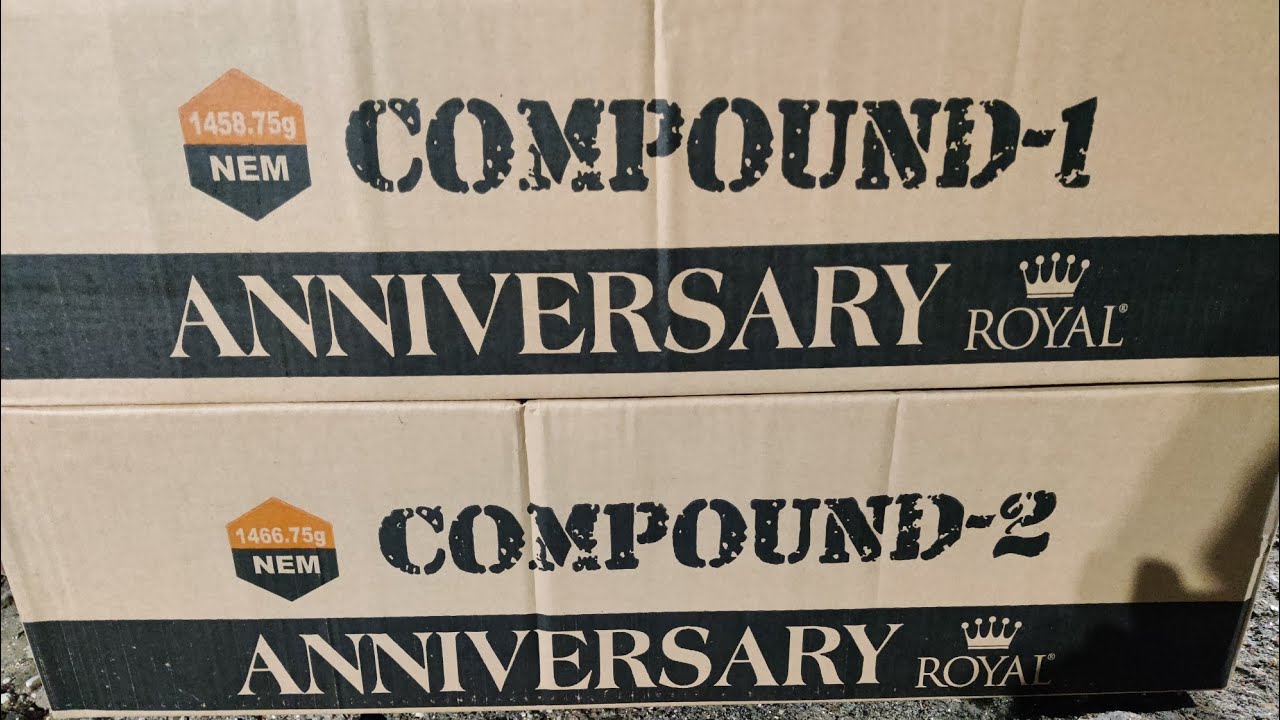 1458.75g
NEM
COMPOUND-1
ANNIVERSARY ROYAL®
1466.75g
NEM
COMPOUND-2
ANNIVERSARY ROYAL®